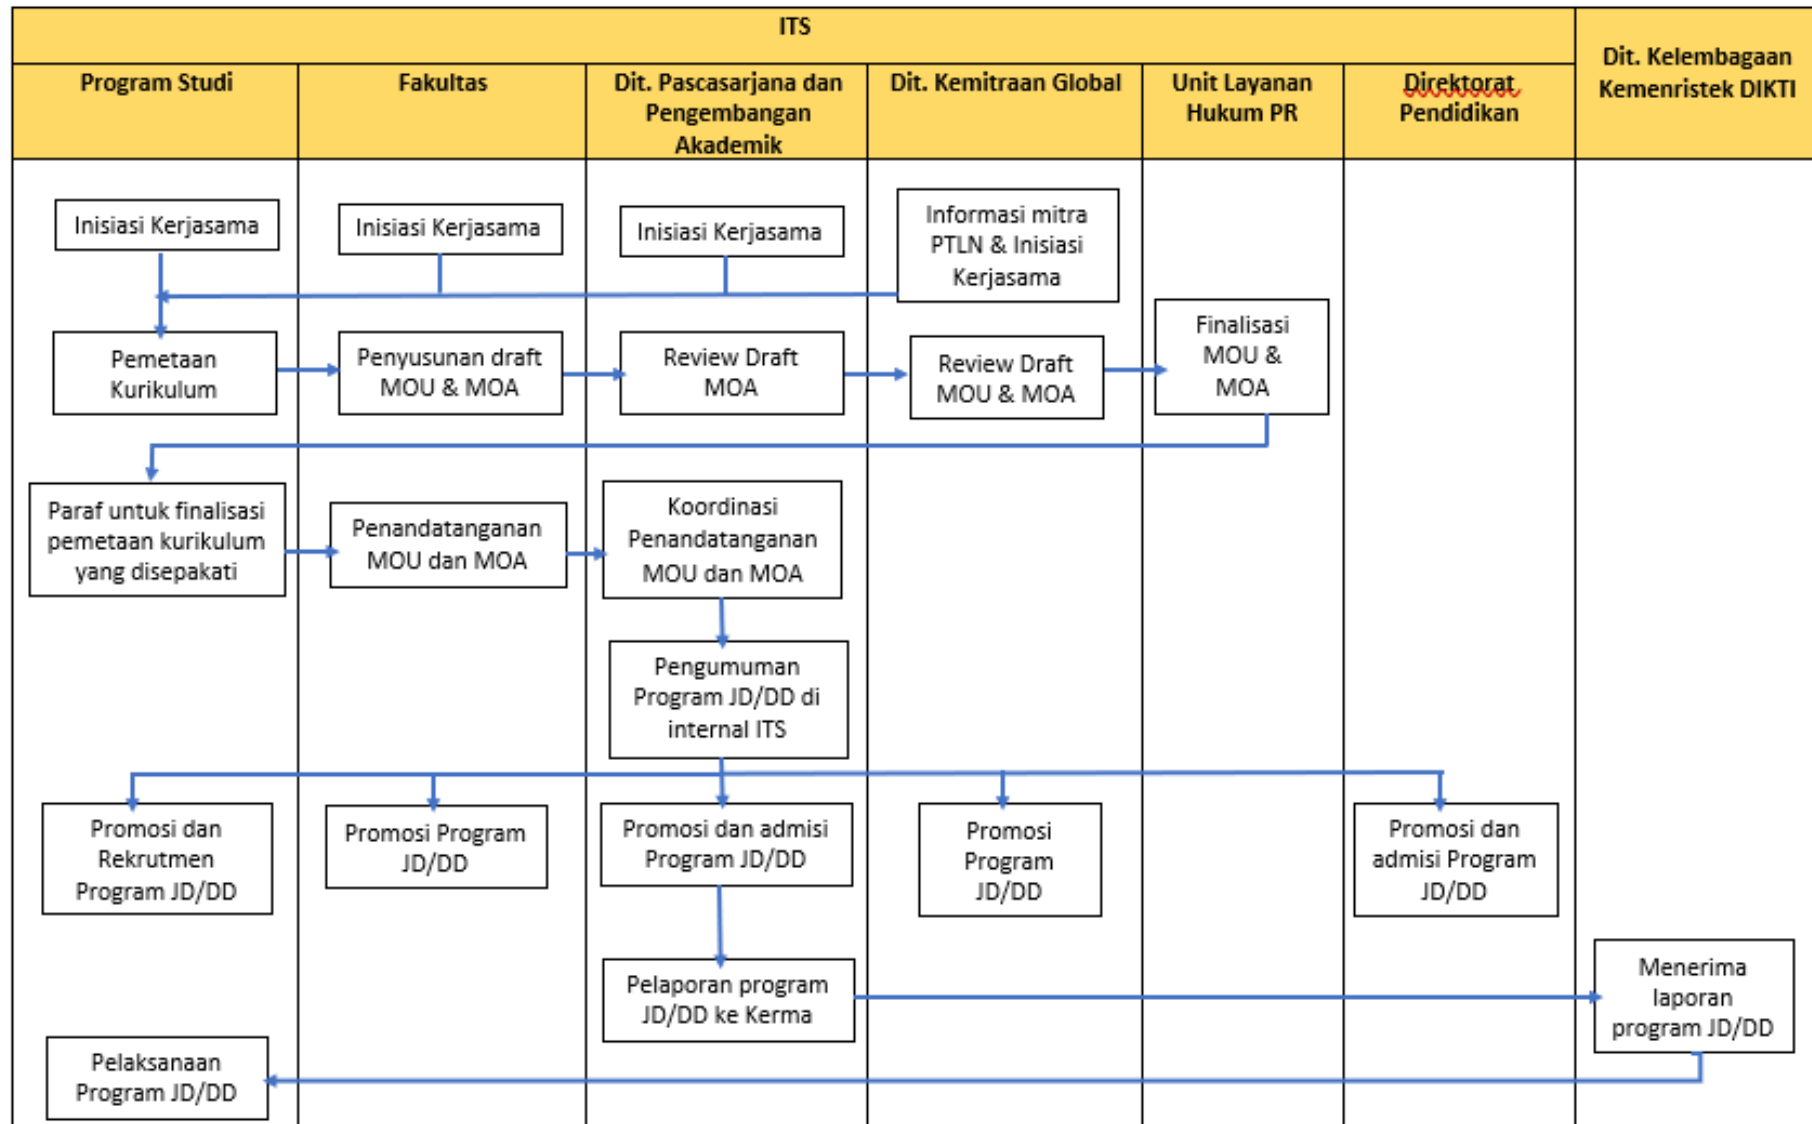 ITS
Dit. Kelembagaan
Kemenristek DIKTI
Program Studi
Fakultas
Dit. Pascasarjana dan
Pengembangan
Akademik
Dit. Kemitraan Global
Unit Layanan
Hukum PR
Direktorat
Pendidikan
Inisiasi Kerjasama
Inisiasi Kerjasama
Inisiasi Kerjasama
Informasi mitra
PTLN & Inisiasi
Kerjasama
Pemetaan
Kurikulum
Penyusunan draft
MOU & MOA
Review Draft
MOA
Review Draft
MOU & MOA
Finalisasi
MOU &
MOA
Paraf untuk finalisasi
pemetaan kurikulum
yang disepakati
Penandatanganan
MOU dan MOA
Koordinasi
Penandatanganan
MOU dan MOA
Pengumuman
Program JD/DD di
internal ITS
Promosi dan
Rekrutmen
Program JD/DD
Promosi Program
JD/DD
Promosi dan admisi
Program JD/DD
Promosi
Program
JD/DD
Promosi dan
admisi Program
JD/DD
Pelaporan program
JD/DD ke Kerma
Menerima
laporan
program JD/DD
Pelaksanaan
Program JD/DD